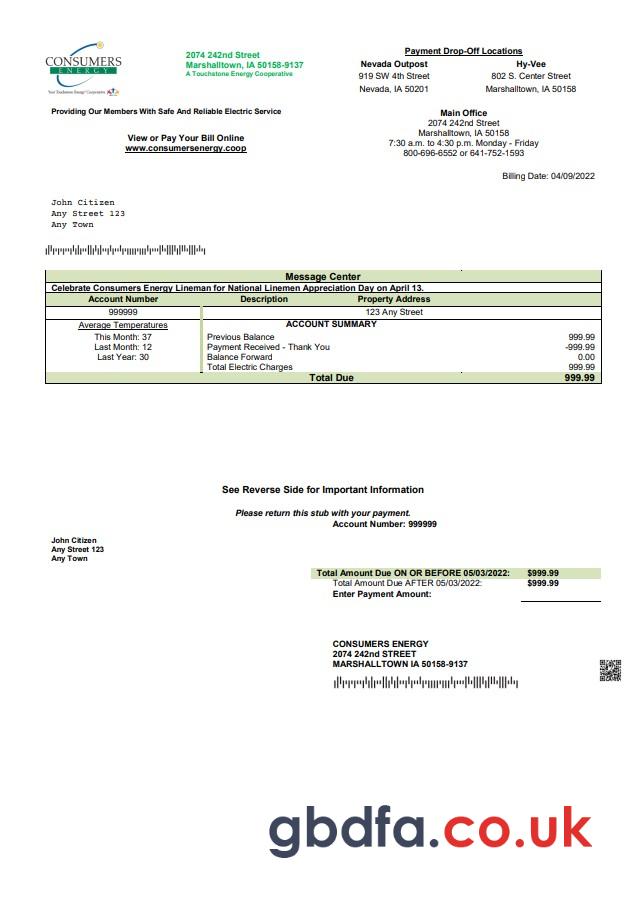 CONSUMERS
ENERGY
Your Touchstone Energy® Cooperative
2074 242nd Street
Marshalltown, IA 50158-9137
A Touchstone Energy Cooperative
Payment Drop-Off Locations
Nevada Outpost Hy-Vee
919 SW 4th Street 802 S. Center Street
Nevada, IA 50201 Marshalltown, IA 50158
Providing Our Members With Safe And Reliable Electric Service
Main Office
2074 242nd Street
Marshalltown, IA 50158
7:30 a.m. to 4:30 p.m. Monday - Friday
800-696-6552 or 641-752-1593
View or Pay Your Bill Online
www.consumersenergy.coop
Billing Date: 04/09/2022
John Citizen
Any Street 123
Any Town
Message Center
Celebrate Consumers Energy Lineman for National Linemen Appreciation Day on April 13.
Account Number Description Property Address
999999 123 Any Street
Average Temperatures ACCOUNT SUMMARY
This Month: 37 Previous Balance 999.99
Last Month: 12 Payment Received - Thank You -999.99
Last Year: 30 Balance Forward 0.00
Total Electric Charges 999.99
Total Due 999.99
See Reverse Side for Important Information
Please return this stub with your payment.
Account Number: 999999
John Citizen
Any Street 123
Any Town
Total Amount Due ON OR BEFORE 05/03/2022: $999.99
Total Amount Due AFTER 05/03/2022: $999.99
Enter Payment Amount:
CONSUMERS ENERGY
2074 242nd STREET
MARSHALLTOWN IA 50158-9137
gbdfa.co.uk